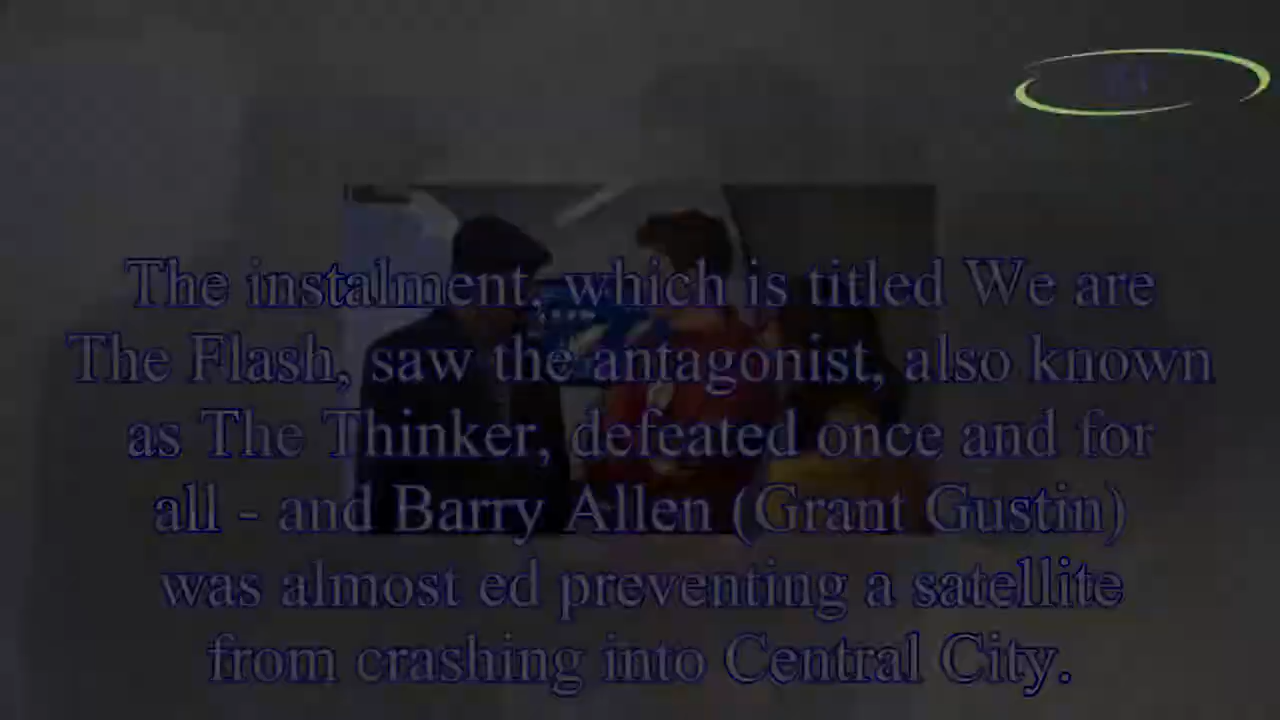 The instalment, which is titled We are
The Flash, saw the antagonist, also known
as The Thinker, defeated once and for
all - and Barry Allen (Grant Gustin)
was almost ed preventing a satellite
from crashing into Central City.